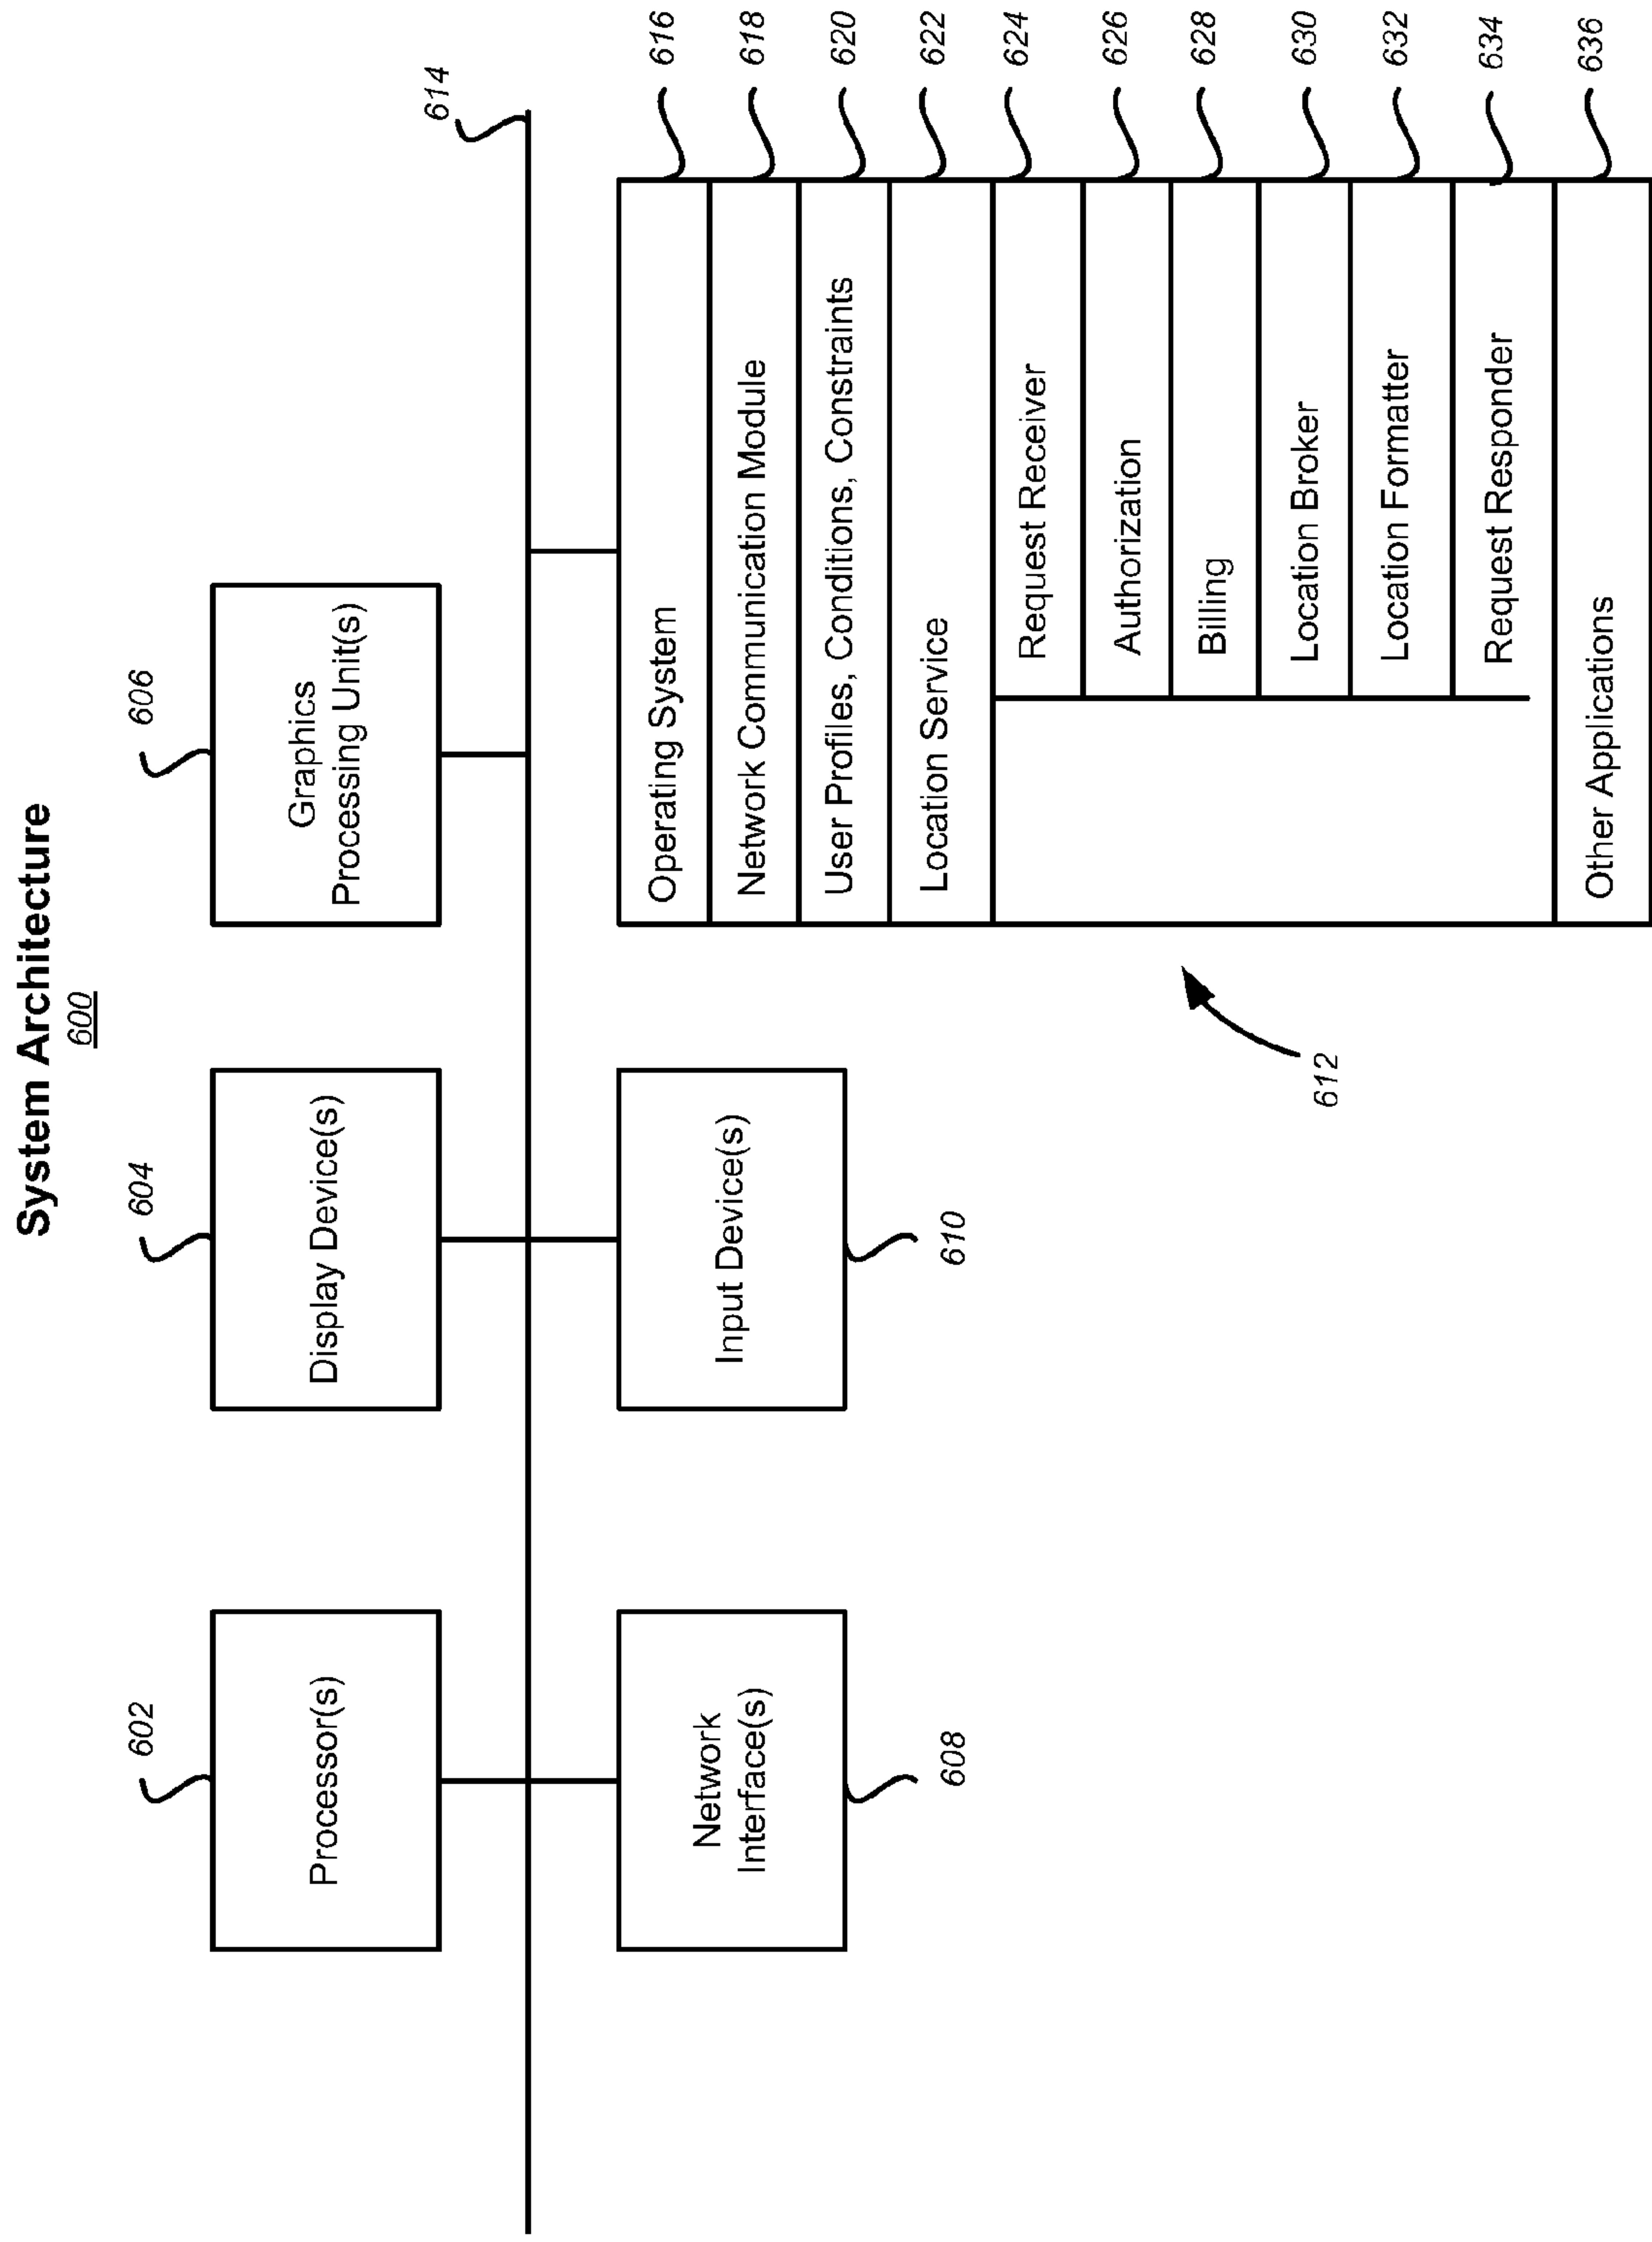 System Architecture
600
602
604
606
614
Processor(s)
Display Device(s)
Graphics
Processing Unit(s)
Network
Interface(s)
608
Input Device(s)
610
612
Operating System
616
Network Communication Module
618
User Profiles, Conditions, Constraints
620
Location Service
622
Request Receiver
624
Authorization
626
Billing
628
Location Broker
630
Location Formatter
632
Request Responder
634
Other Applications
636